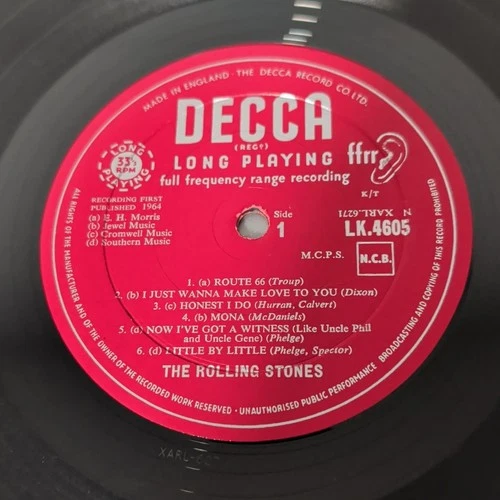 MADE IN ENGLAND · THE DECCA RECORD CO. LTD.
DECCA
(REGᵈ)
LONG PLAYING
LONG 33⅓ RPM PLAYING
ffrr
full frequency range recording
K/T
RECORDING FIRST
PUBLISHED 1964
(a) E. H. Morris
(b) Jewel Music
(c) Cromwell Music
(d) Southern Music
Side
1
XARL.6271
N
LK.4605
M.C.P.S.
N.C.B.
1. (a) ROUTE 66 (Troup)
2. (b) I JUST WANNA MAKE LOVE TO YOU (Dixon)
3. (c) HONEST I DO (Hurran, Calvert)
4. (b) MONA (McDaniels)
5. (d) NOW I'VE GOT A WITNESS (Like Uncle Phil
and Uncle Gene) (Phelge)
6. (d) LITTLE BY LITTLE (Phelge, Spector)
THE ROLLING STONES
ALL RIGHTS OF THE MANUFACTURER AND OF THE OWNER OF THE RECORDED WORK RESERVED · UNAUTHORISED PUBLIC PERFORMANCE BROADCASTING AND COPYING OF THIS RECORD PROHIBITED
XARL-